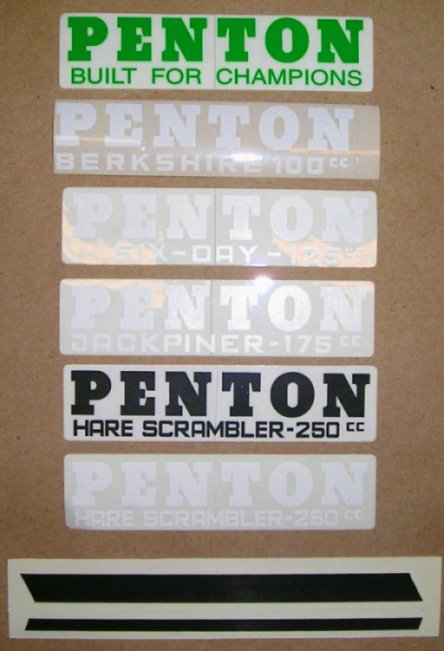 PENTON
BUILT FOR CHAMPIONS
PENTON
BERKSHIRE 100 cc
PENTON
SIX-DAY-125 cc
PENTON
JACKPINER-175 cc
PENTON
HARE SCRAMBLER-250 cc
PENTON
HARE SCRAMBLER-250 cc